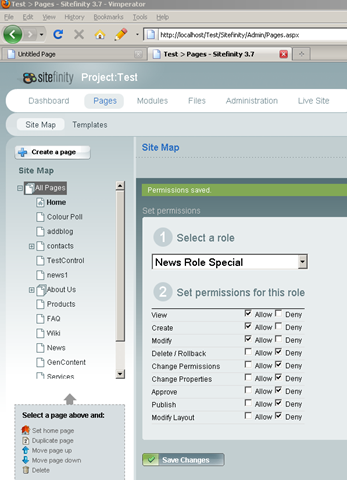 Test > Pages - Sitefinity 3.7 - Vimperator
File Edit View History Bookmarks Tools Help
http://localhost/Test/Sitefinity/Admin/Pages.aspx
Untitled Page
Test > Pages - Sitefinity 3.7
sitefinity Project:Test
Dashboard Pages Modules Files Administration Live Site
Site Map Templates
Create a page
Site Map
All Pages
Home
Colour Poll
addblog
contacts
TestControl
news1
About Us
Products
FAQ
Wiki
News
GenContent
Services
Select a page above and:
Set home page
Duplicate page
Move page up
Move page down
Delete
Site Map
Permissions saved.
Set permissions
1 Select a role
News Role Special
2 Set permissions for this role
View Allow Deny
Create Allow Deny
Modify Allow Deny
Delete / Rollback Allow Deny
Change Permissions Allow Deny
Change Properties Allow Deny
Approve Allow Deny
Publish Allow Deny
Modify Layout Allow Deny
Save Changes